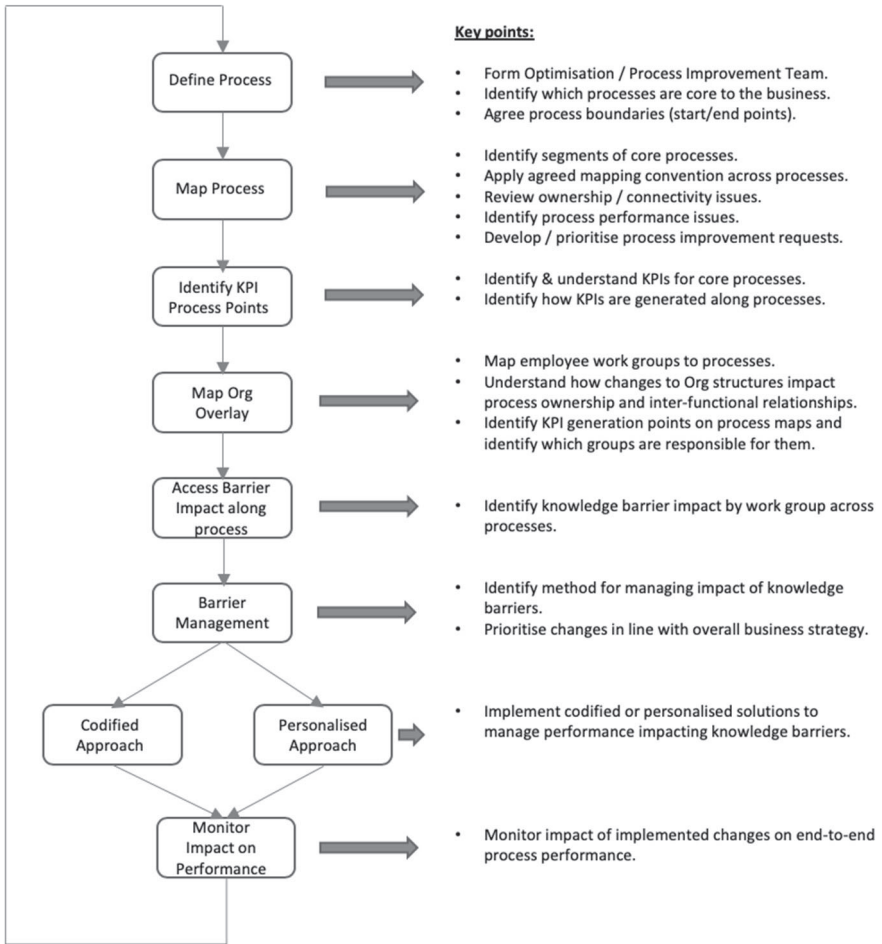 Key points:
Define Process
• Form Optimisation / Process Improvement Team.
• Identify which processes are core to the business.
• Agree process boundaries (start/end points).
Map Process
• Identify segments of core processes.
• Apply agreed mapping convention across processes.
• Review ownership / connectivity issues.
• Identify process performance issues.
• Develop / prioritise process improvement requests.
Identify KPI
Process Points
• Identify & understand KPIs for core processes.
• Identify how KPIs are generated along processes.
Map Org
Overlay
• Map employee work groups to processes.
• Understand how changes to Org structures impact
process ownership and inter-functional relationships.
• Identify KPI generation points on process maps and
identify which groups are responsible for them.
Access Barrier
Impact along
process
• Identify knowledge barrier impact by work group across
processes.
Barrier
Management
• Identify method for managing impact of knowledge
barriers.
• Prioritise changes in line with overall business strategy.
Codified
Approach
Personalised
Approach
• Implement codified or personalised solutions to
manage performance impacting knowledge barriers.
Monitor
Impact on
Performance
• Monitor impact of implemented changes on end-to-end
process performance.